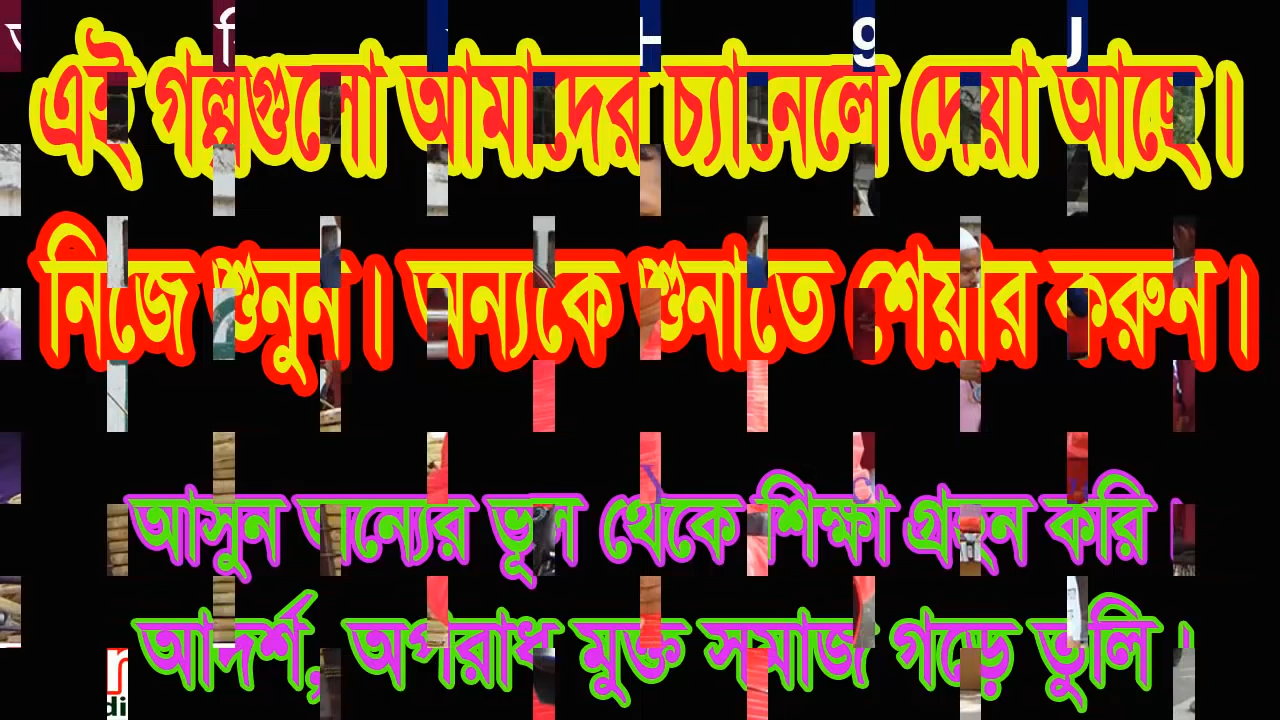 এই গল্পগুলো আমাদের চ্যানেলে দেয়া আছে।
নিজে শুনুন। অন্যকে শুনাতে শেয়ার করুন।
আসুন অন্যের ভূল থেকে শিক্ষা গ্রহন করি।
আদর্শ, অপরাধ মুক্ত সমাজ গড়ে তুলি।